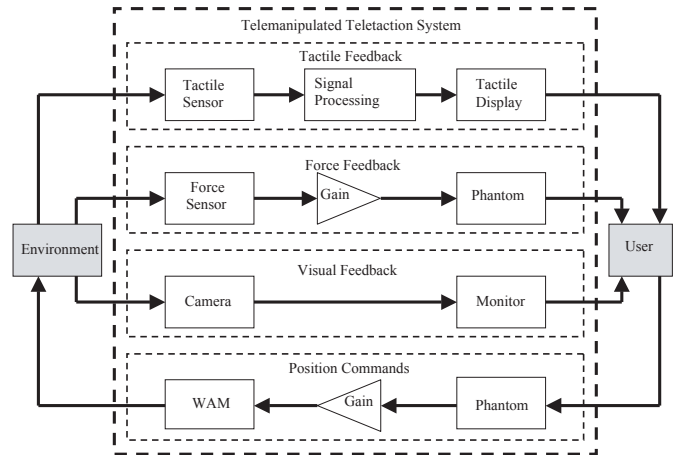 Telemanipulated Teletaction System
Tactile Feedback
Tactile
Sensor
Signal
Processing
Tactile
Display
Force Feedback
Force
Sensor
Gain
Phantom
Environment
User
Visual Feedback
Camera
Monitor
Position Commands
WAM
Gain
Phantom